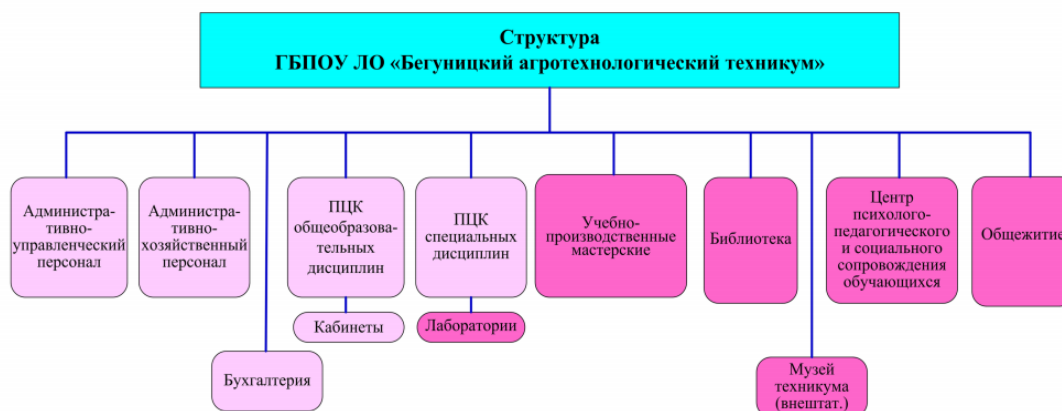 Структура
ГБПОУ ЛО «Бегуницкий агротехнологический техникум»
Администра-
тивно-
управленческий
персонал
Администра-
тивно-
хозяйственный
персонал
ПЦК
общеобразова-
тельных
дисциплин
ПЦК
специальных
дисциплин
Учебно-
производственные
мастерские
Библиотека
Центр
психолого-
педагогического
и социального
сопровождения
обучающихся
Общежитие
Кабинеты
Лаборатории
Бухгалтерия
Музей
техникума
(внештат.)